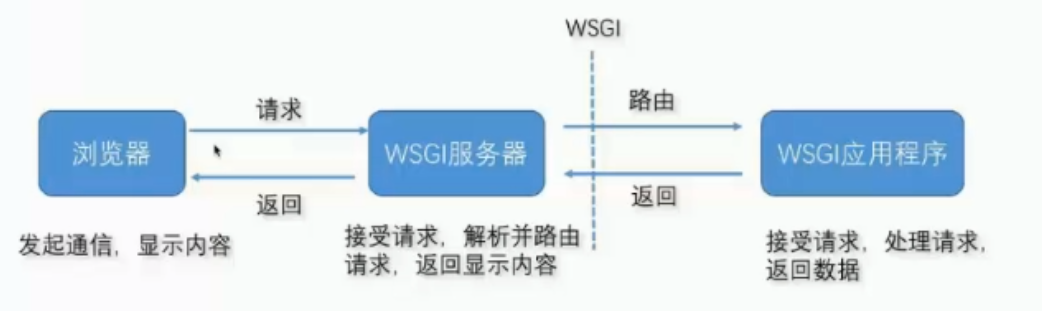 WSGI
请求
路由
浏览器
WSGI服务器
WSGI应用程序
返回
返回
发起通信，显示内容
接受请求，解析并路由
请求，返回显示内容
接受请求，处理请求，
返回数据